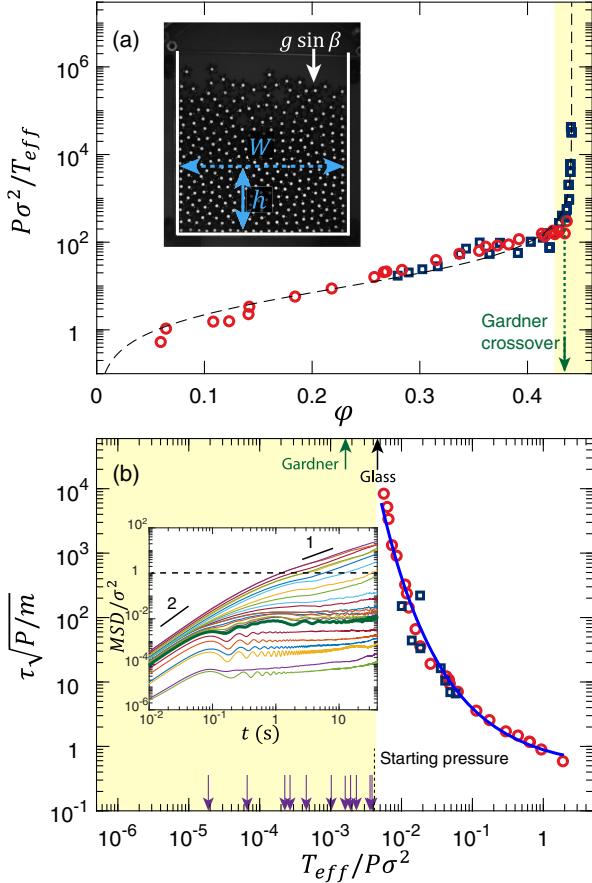 (a)
g sin β
W
h
Pσ²/T_eff
10⁶
10⁴
10²
1
Gardner
crossover
0
0.1
0.2
0.3
0.4
φ
(b)
Gardner
Glass
τ√P/m
10⁴
10³
10²
10
1
10⁻¹
MSD/σ²
10²
1
10⁻²
10⁻⁴
10⁻⁶
1
2
10⁻²
10⁻¹
1
10
t (s)
Starting pressure
10⁻⁶
10⁻⁵
10⁻⁴
10⁻³
10⁻²
10⁻¹
1
T_eff/Pσ²